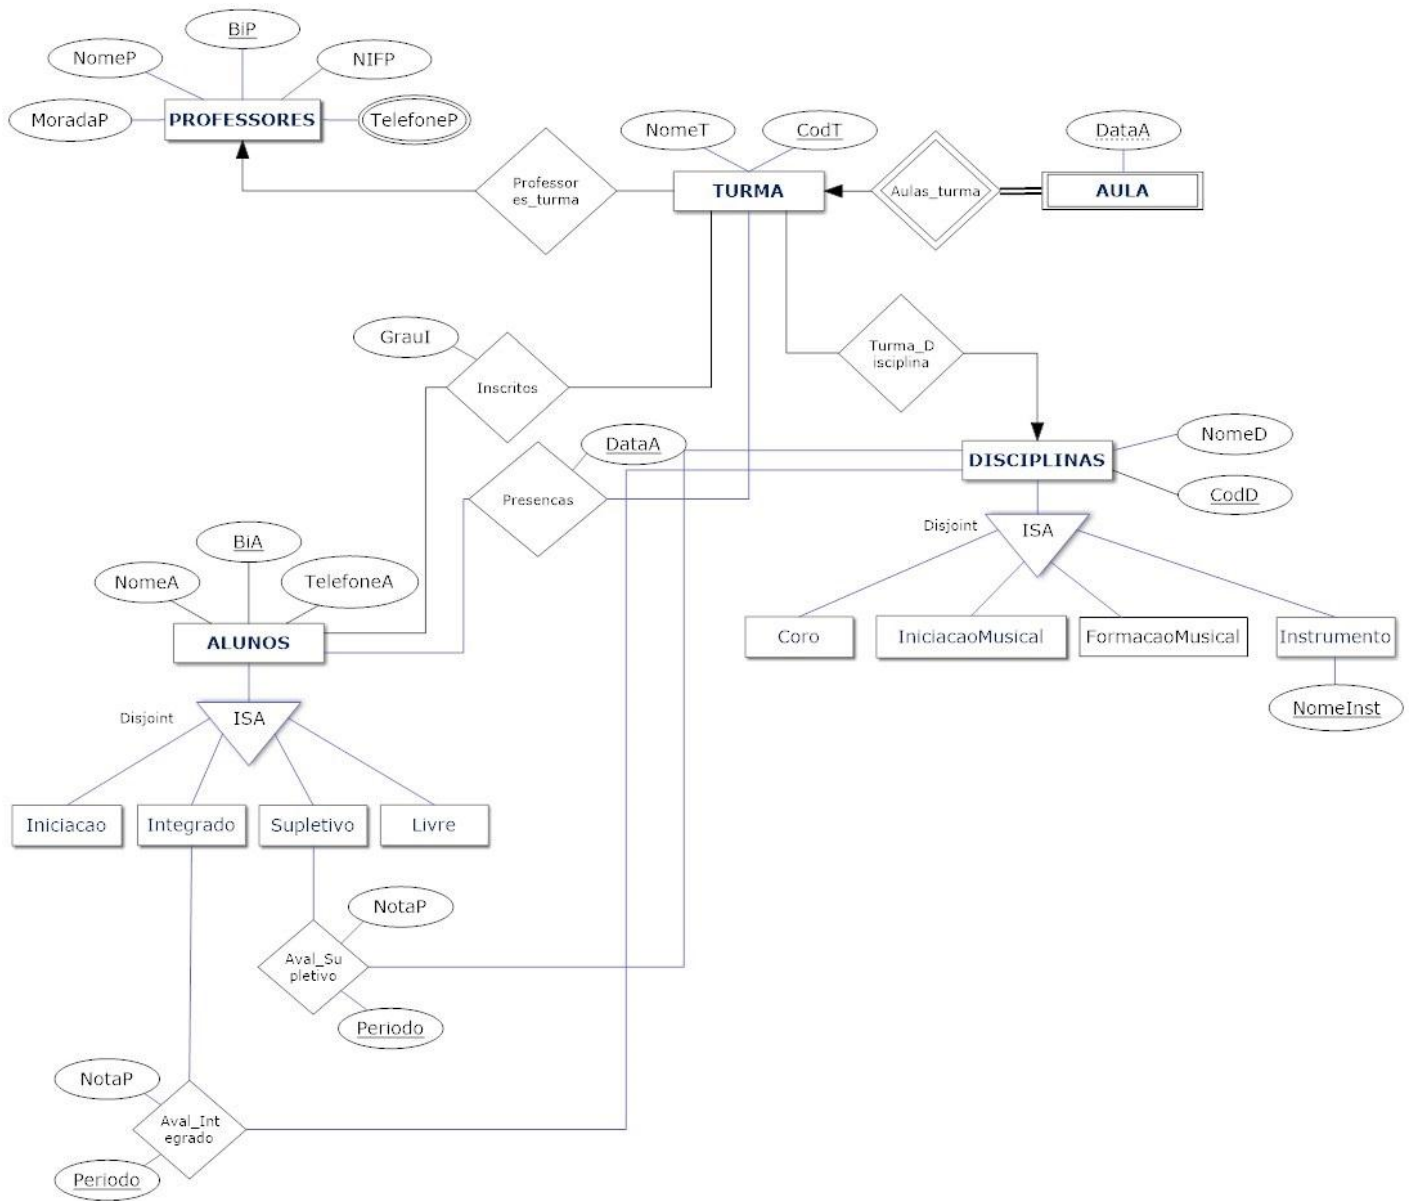 BiP
NomeP
NIFP
MoradaP
PROFESSORES
TelefoneP
NomeT
CodT
DataA
Professor
es_turma
TURMA
Aulas_turma
AULA
GrauI
Inscritos
Turma_D
isciplina
DataA
Presencas
NomeD
DISCIPLINAS
CodD
Disjoint
ISA
BiA
NomeA
TelefoneA
ALUNOS
Coro
IniciacaoMusical
FormacaoMusical
Instrumento
NomeInst
Disjoint
ISA
Iniciacao
Integrado
Supletivo
Livre
NotaP
Aval_Su
pletivo
Periodo
NotaP
Aval_Int
egrado
Periodo